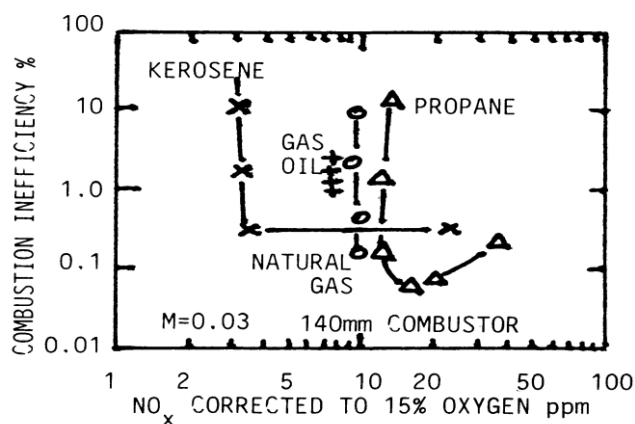 COMBUSTION INEFFICIENCY %
100
10
1.0
0.1
0.01
KEROSENE
PROPANE
GAS
OIL
NATURAL
GAS
M=0.03 140mm COMBUSTOR
1 2 5 10 20 50 100
NOx CORRECTED TO 15% OXYGEN ppm